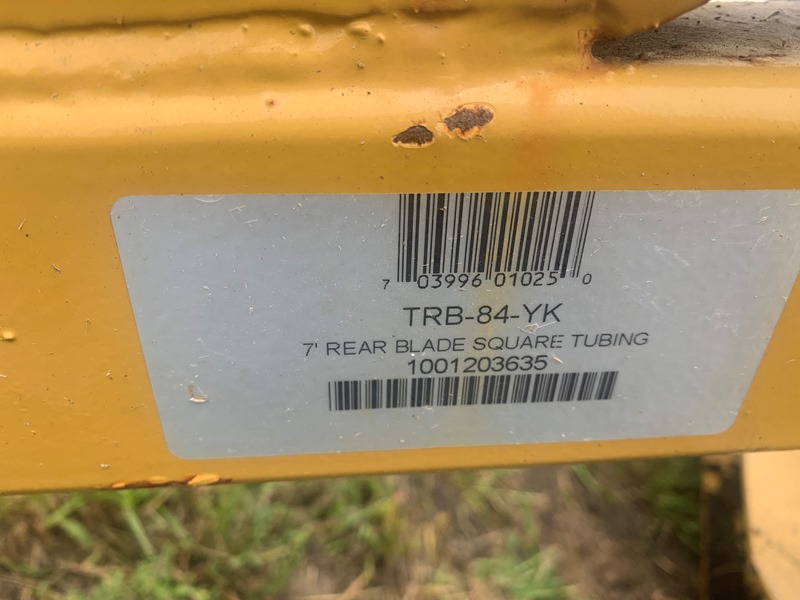 7 03996 01025 0
TRB-84-YK
7' REAR BLADE SQUARE TUBING
1001203635